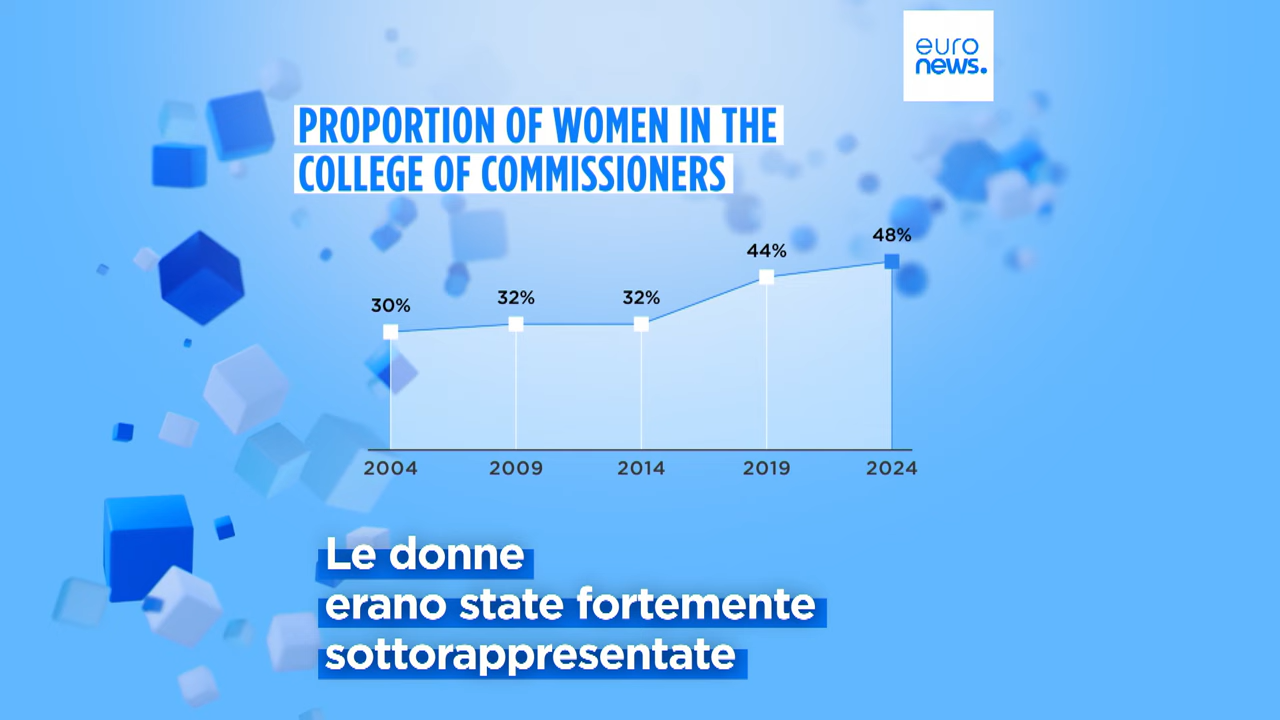 euro
news.
PROPORTION OF WOMEN IN THE
COLLEGE OF COMMISSIONERS
30%
32%
32%
44%
48%
2004
2009
2014
2019
2024
Le donne
erano state fortemente
sottorappresentate